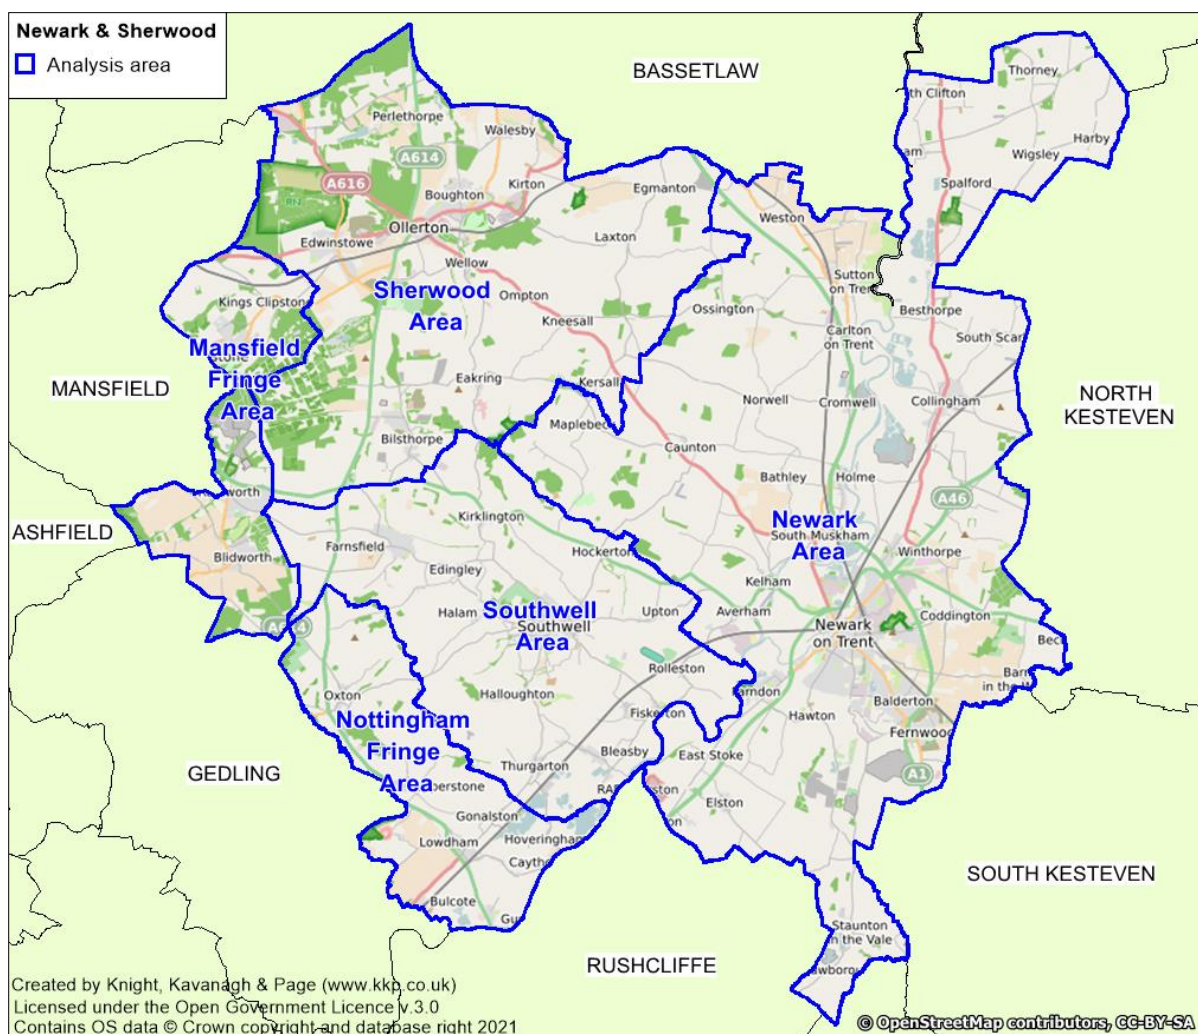 Newark & Sherwood
Analysis area
BASSETLAW
Thorney
th Clifton
Harby
Wigsley
Spalford
Perlethorpe
Walesby
A614
A616
Boughton
Kirton
Egmanton
Weston
Ollerton
Edwinstowe
Laxton
Wellow
Sutton
on Tren
Kings Clipston
Sherwood
Area
Ompton
Ossington
Besthorpe
Kneesall
Carlton
on Trent
South Scar
Mansfield
Fringe
Area
MANSFIELD
Eakring
Kersall
Norwell
Cromwell
Collingham
NORTH
KESTEVEN
Maplebeck
Bilsthorpe
Caunton
Bathley
Holme
A46
ASHFIELD
Kirklington
Newark
Area
South Muskham
Winthorpe
Blidworth
Farnsfield
Hockerton
Edingley
Kelham
Halam
Southwell
Area
Southwell
Upton
Averham
Coddington
Newark
on Trent
Rolleston
Oxton
Halloughton
Fiskerton
Hawton
Balderton
Fernwood
Nottingham
Fringe
Area
Bleasby
East Stoke
Thurgarton
A1
GEDLING
Gonalston
Elston
Lowdham
Hoveringham
Bulcote
SOUTH KESTEVEN
Staunton
in the Vale
RUSHCLIFFE
Created by Knight, Kavanagh & Page (www.kkp.co.uk)
Licensed under the Open Government Licence v.3.0
Contains OS data © Crown copyright and database right 2021
© OpenStreetMap contributors, CC-BY-SA